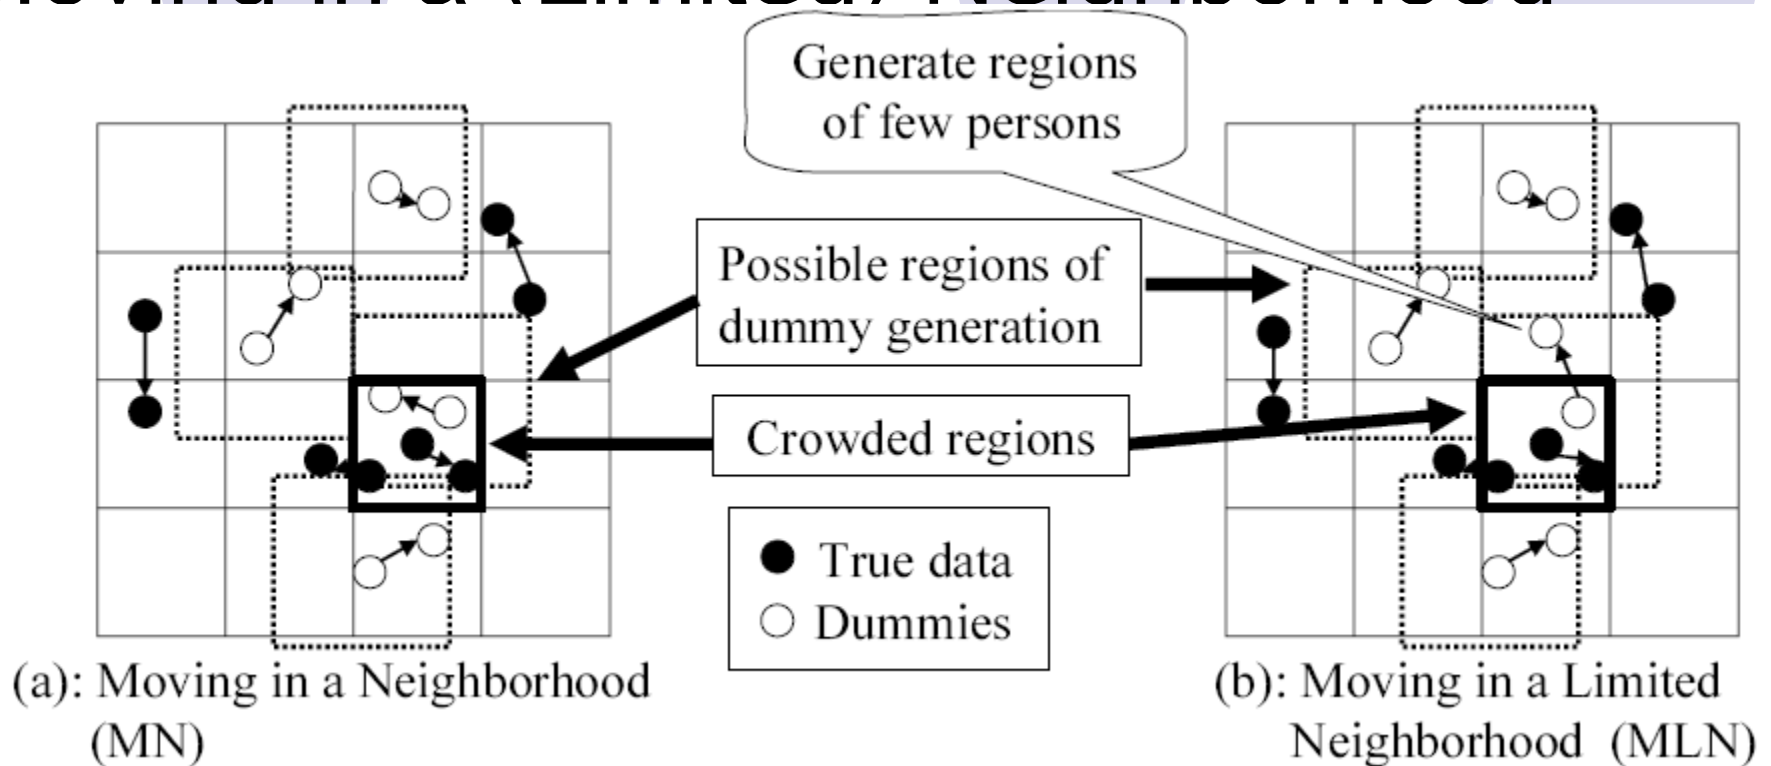 Generate regions
of few persons
Possible regions of
dummy generation
Crowded regions
True data
Dummies
(a): Moving in a Neighborhood
(MN)
(b): Moving in a Limited
Neighborhood (MLN)